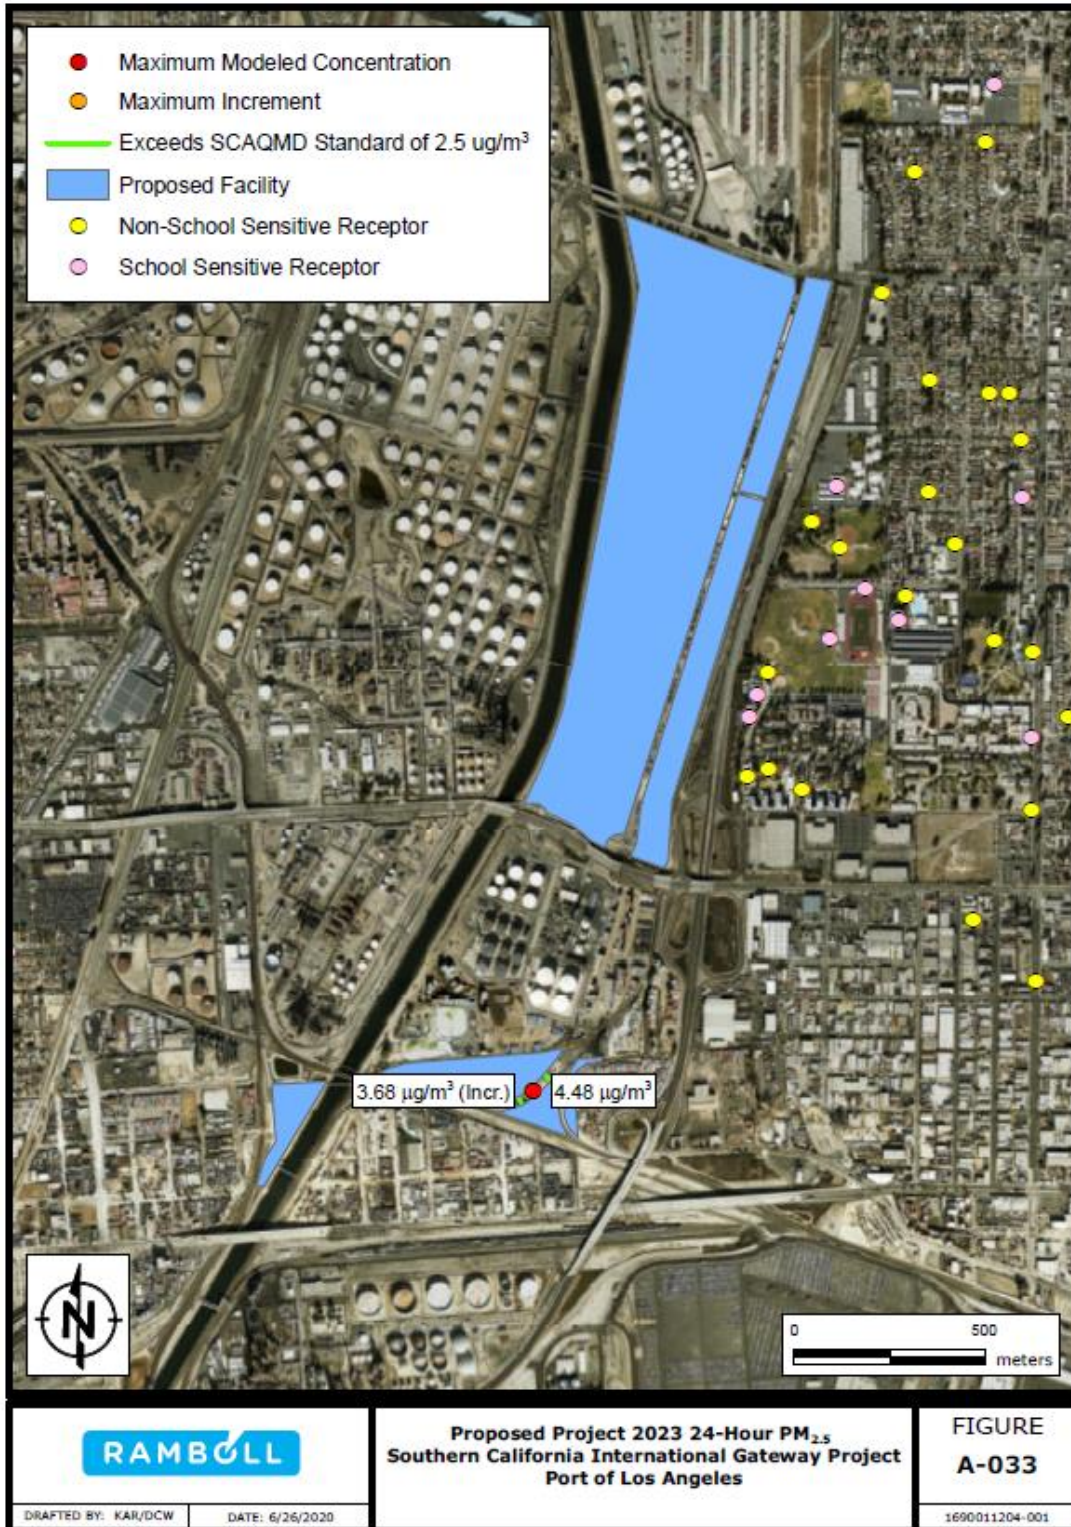 Maximum Modeled Concentration
Maximum Increment
Exceeds SCAQMD Standard of 2.5 ug/m³
Proposed Facility
Non-School Sensitive Receptor
School Sensitive Receptor
3.68 µg/m³ (Incr.)
4.48 µg/m³
N
0 500
meters
RAMBOLL
DRAFTED BY: KAR/DCW
DATE: 6/26/2020
Proposed Project 2023 24-Hour PM₂.₅
Southern California International Gateway Project
Port of Los Angeles
FIGURE
A-033
1690011204-001